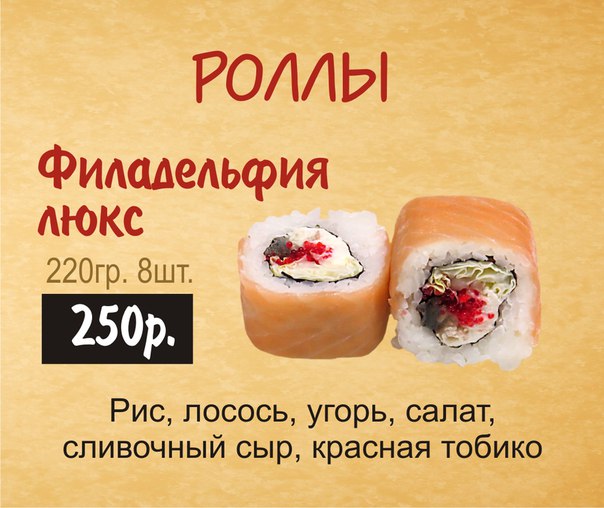 РОЛЛЫ
Филадельфия
люкс
220гр. 8шт.
250р.
Рис, лосось, угорь, салат,
сливочный сыр, красная тобико